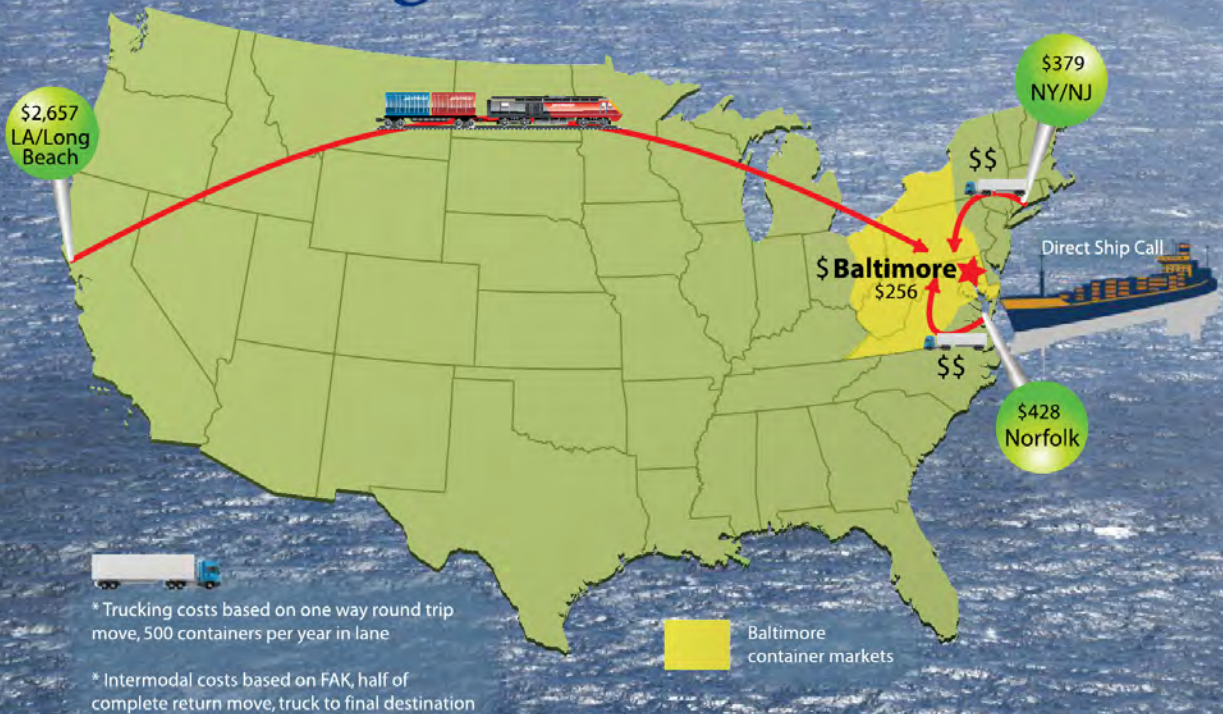 $379
NY/NJ
$2,657
LA/Long
Beach
$$
Direct Ship Call
$ Baltimore
$256
$$
$428
Norfolk
* Trucking costs based on one way round trip
move, 500 containers per year in lane
Baltimore
container markets
* Intermodal costs based on FAK, half of
complete return move, truck to final destination